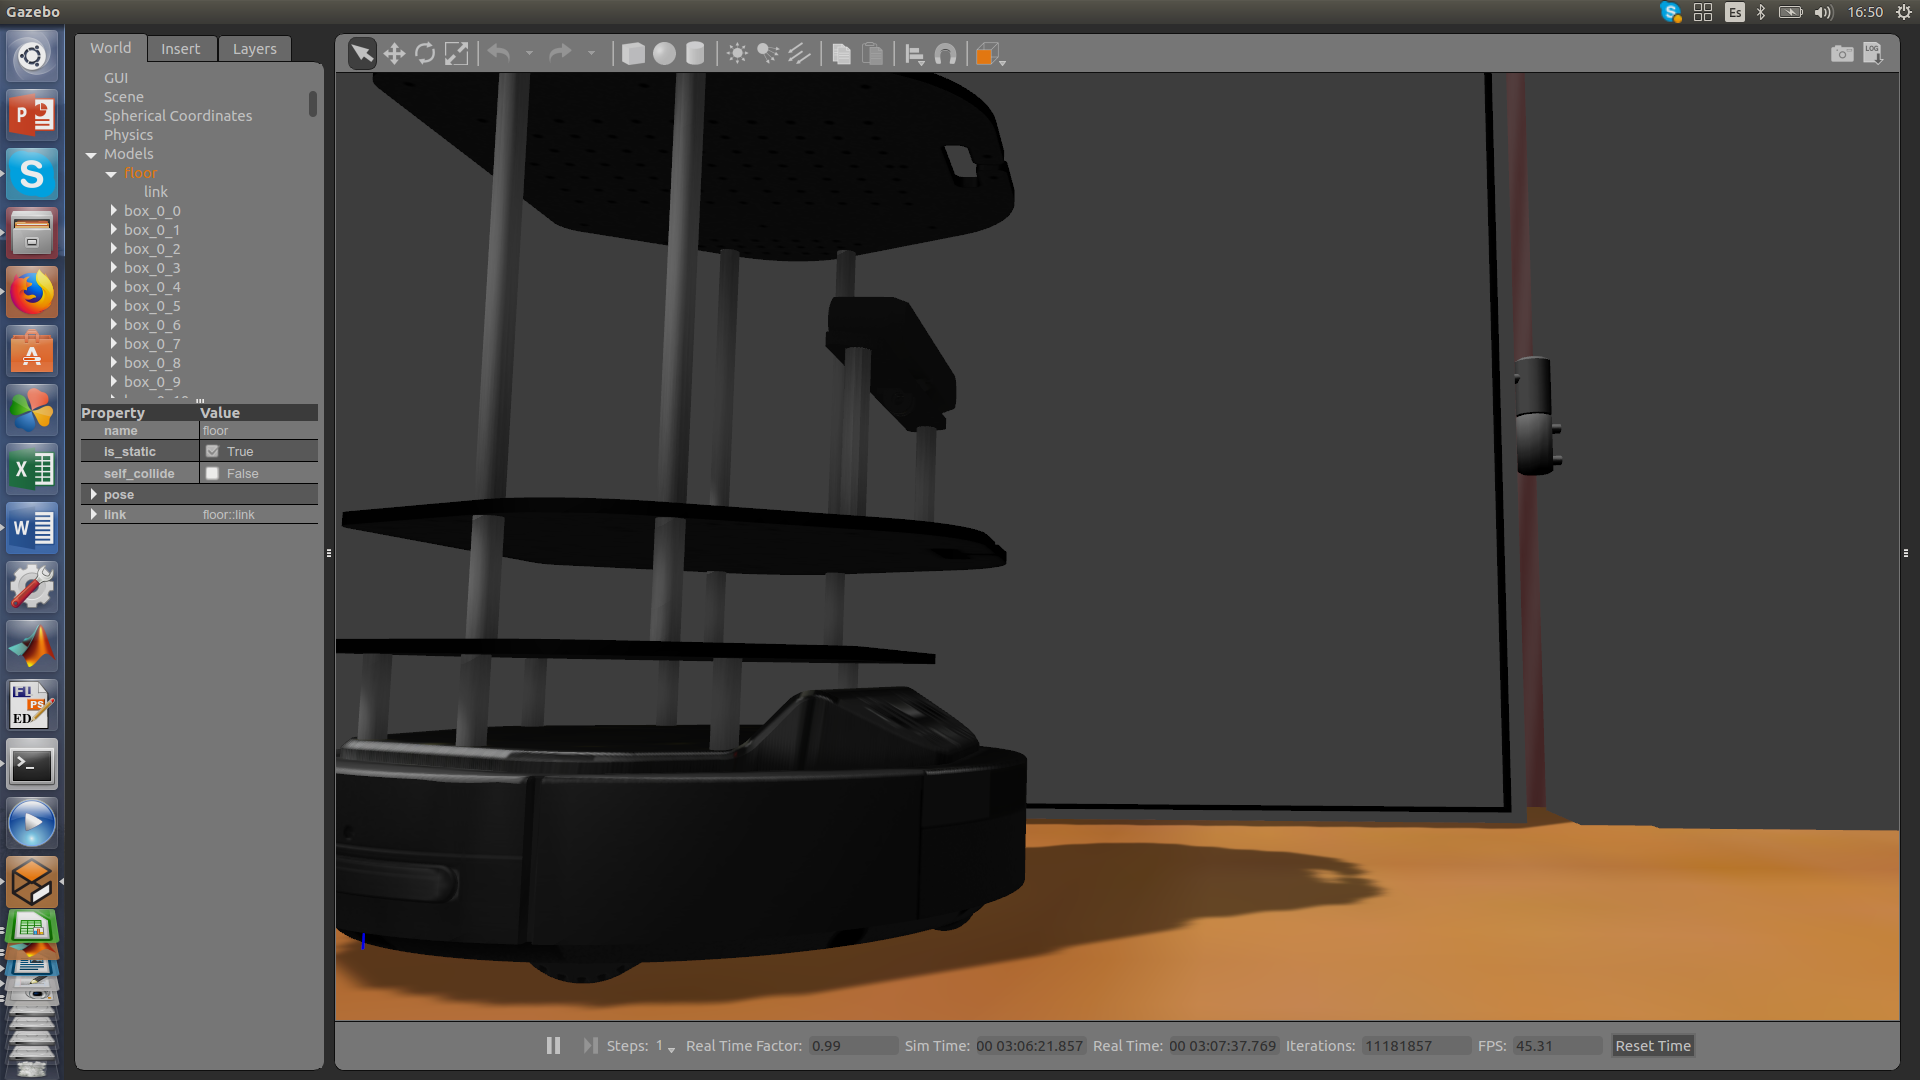 Gazebo
Es
16:50
World
Insert
Layers
LOG
GUI
Scene
Spherical Coordinates
Physics
Models
floor
link
box_0_0
box_0_1
box_0_2
box_0_3
box_0_4
box_0_5
box_0_6
box_0_7
box_0_8
box_0_9
Property Value
name floor
is_static True
self_collide False
pose
link floor::link
Steps: 1
Real Time Factor: 0.99
Sim Time: 00 03:06:21.857
Real Time: 00 03:07:37.769
Iterations: 11181857
FPS: 45.31
Reset Time